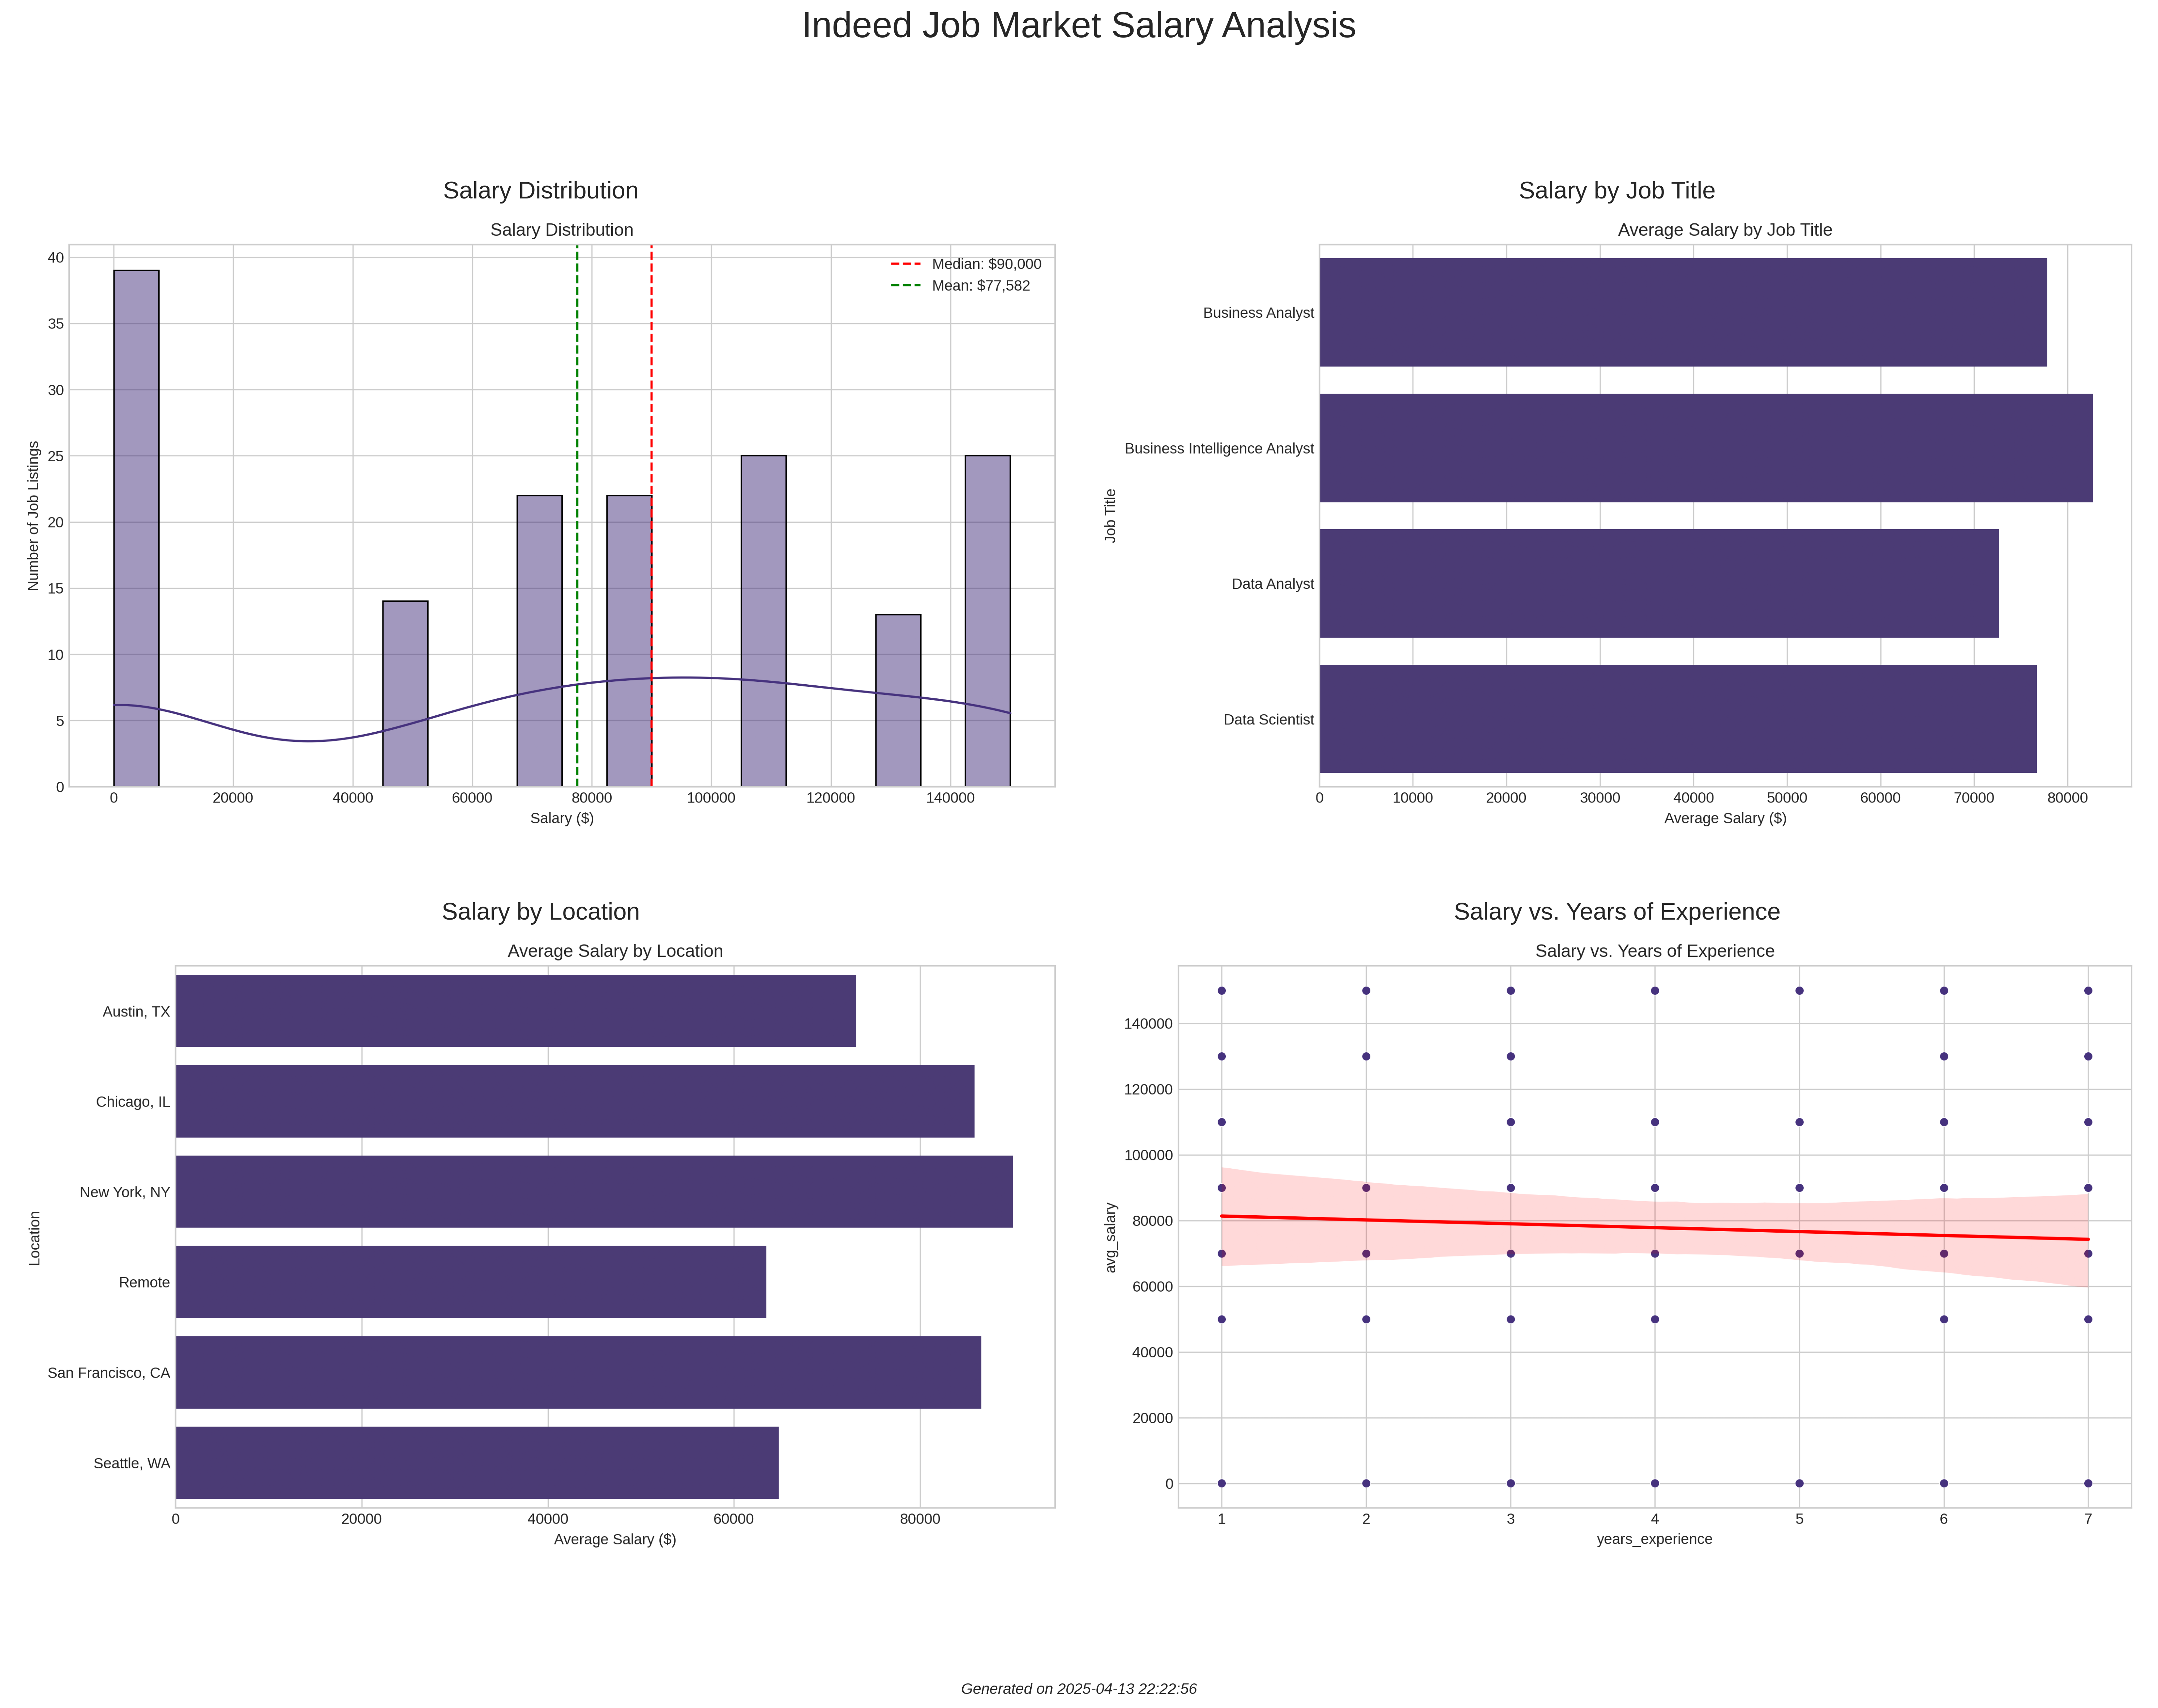 Indeed Job Market Salary Analysis
Salary Distribution
Salary Distribution
Median: $90,000
Mean: $77,582
Number of Job Listings
40
35
30
25
20
15
10
5
0
0 20000 40000 60000 80000 100000 120000 140000
Salary ($)
Salary by Job Title
Average Salary by Job Title
Job Title
Business Analyst
Business Intelligence Analyst
Data Analyst
Data Scientist
0 10000 20000 30000 40000 50000 60000 70000 80000
Average Salary ($)
Salary by Location
Average Salary by Location
Location
Austin, TX
Chicago, IL
New York, NY
Remote
San Francisco, CA
Seattle, WA
0 20000 40000 60000 80000
Average Salary ($)
Salary vs. Years of Experience
Salary vs. Years of Experience
avg_salary
140000
120000
100000
80000
60000
40000
20000
0
1 2 3 4 5 6 7
years_experience
Generated on 2025-04-13 22:22:56